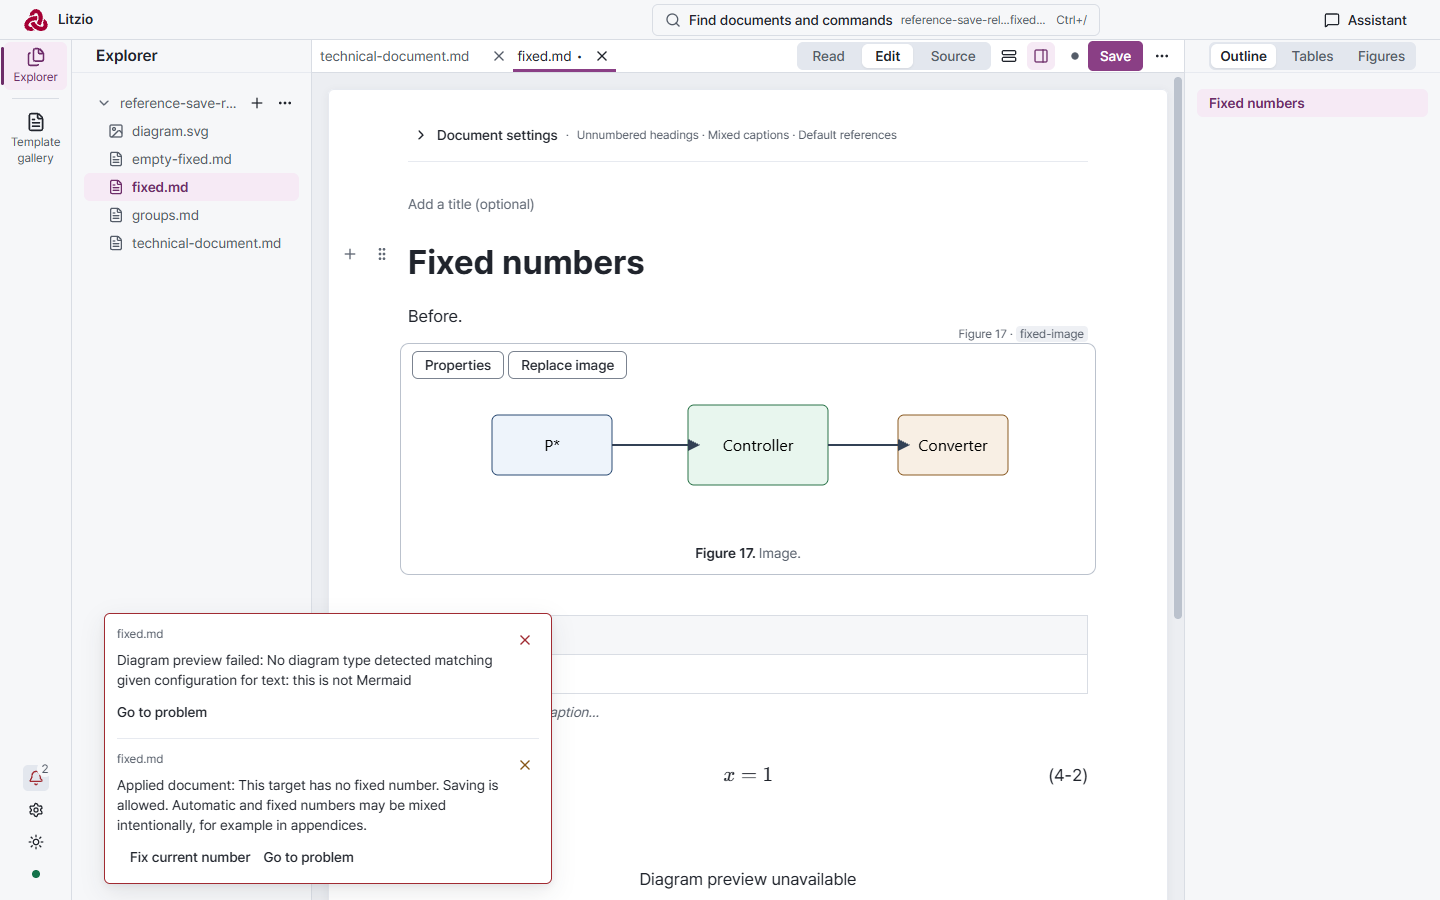 Litzio
Find documents and commands reference-save-rel...fixed... Ctrl+/
Assistant
Explorer
Template
gallery
2
Explorer
reference-save-r...
diagram.svg
empty-fixed.md
fixed.md
groups.md
technical-document.md
technical-document.md
fixed.md •
Read
Edit
Source
Save
Outline
Tables
Figures
Fixed numbers
Document settings · Unnumbered headings · Mixed captions · Default references
Add a title (optional)
Fixed numbers
Before.
Figure 17 · fixed-image
Properties
Replace image
P*
Controller
Converter
Figure 17. Image.
aption...
x = 1
(4-2)
Diagram preview unavailable
fixed.md
Diagram preview failed: No diagram type detected matching
given configuration for text: this is not Mermaid
Go to problem
fixed.md
Applied document: This target has no fixed number. Saving is
allowed. Automatic and fixed numbers may be mixed
intentionally, for example in appendices.
Fix current number Go to problem